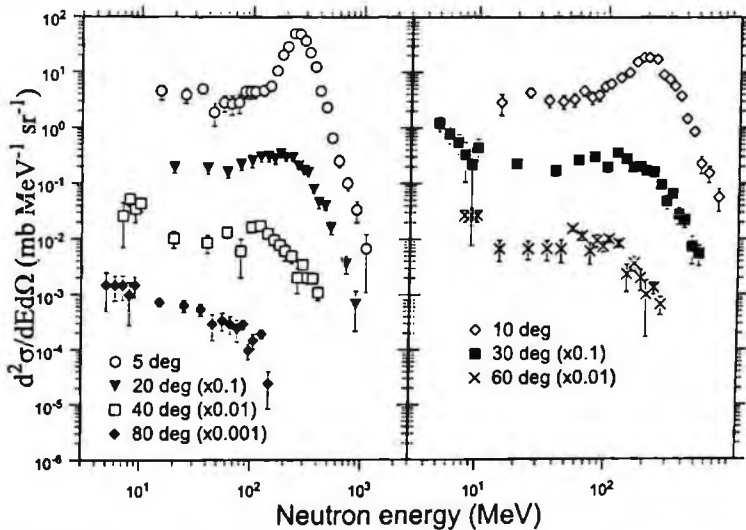 d²σ/dEdΩ (mb MeV⁻¹ sr⁻¹)
10²
10¹
10⁰
10⁻¹
10⁻²
10⁻³
10⁻⁴
10⁻⁵
10⁻⁶
5 deg
20 deg (x0.1)
40 deg (x0.01)
80 deg (x0.001)
10 deg
30 deg (x0.1)
60 deg (x0.01)
10¹ 10² 10³ 10¹ 10²
Neutron energy (MeV)